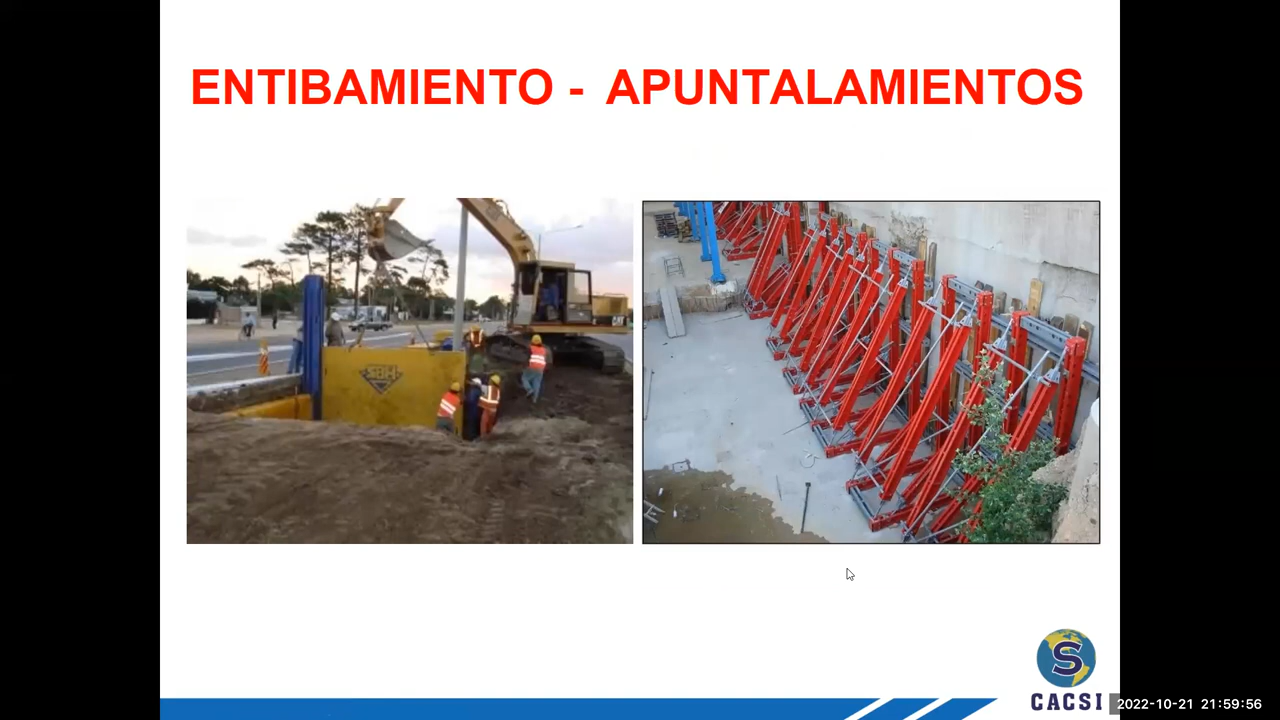 ENTIBAMIENTO - APUNTALAMIENTOS
SBH
S
CACSI
2022-10-21 21:59:56